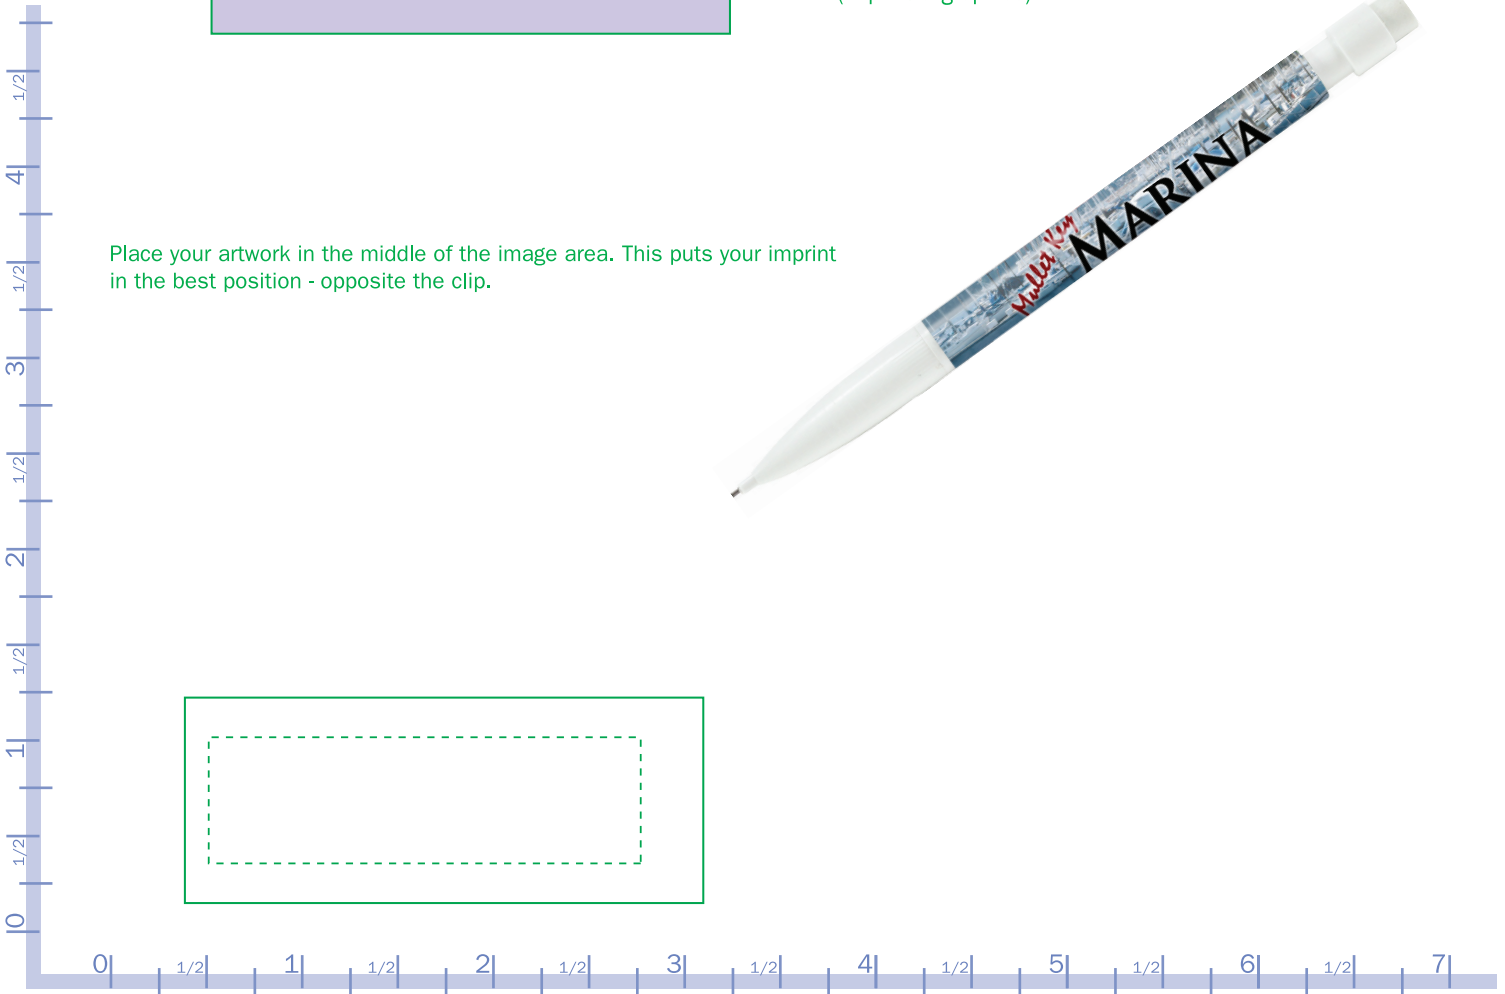 1/2
4
1/2
3
1/2
2
1/2
1
1/2
0
Place your artwork in the middle of the image area. This puts your imprint
in the best position - opposite the clip.
Mullet Key
MARINA
0 1/2 1 1/2 2 1/2 3 1/2 4 1/2 5 1/2 6 1/2 7